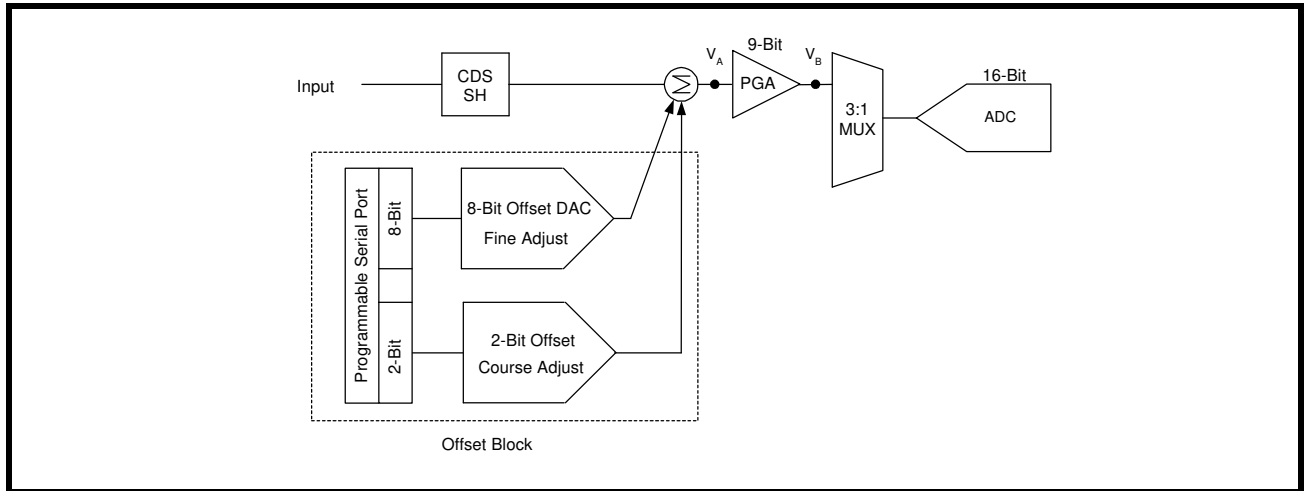 Input
CDS
SH
Σ
V_A
9-Bit
PGA
V_B
3:1
MUX
16-Bit
ADC
Programmable Serial Port
8-Bit
2-Bit
8-Bit Offset DAC
Fine Adjust
2-Bit Offset
Course Adjust
Offset Block